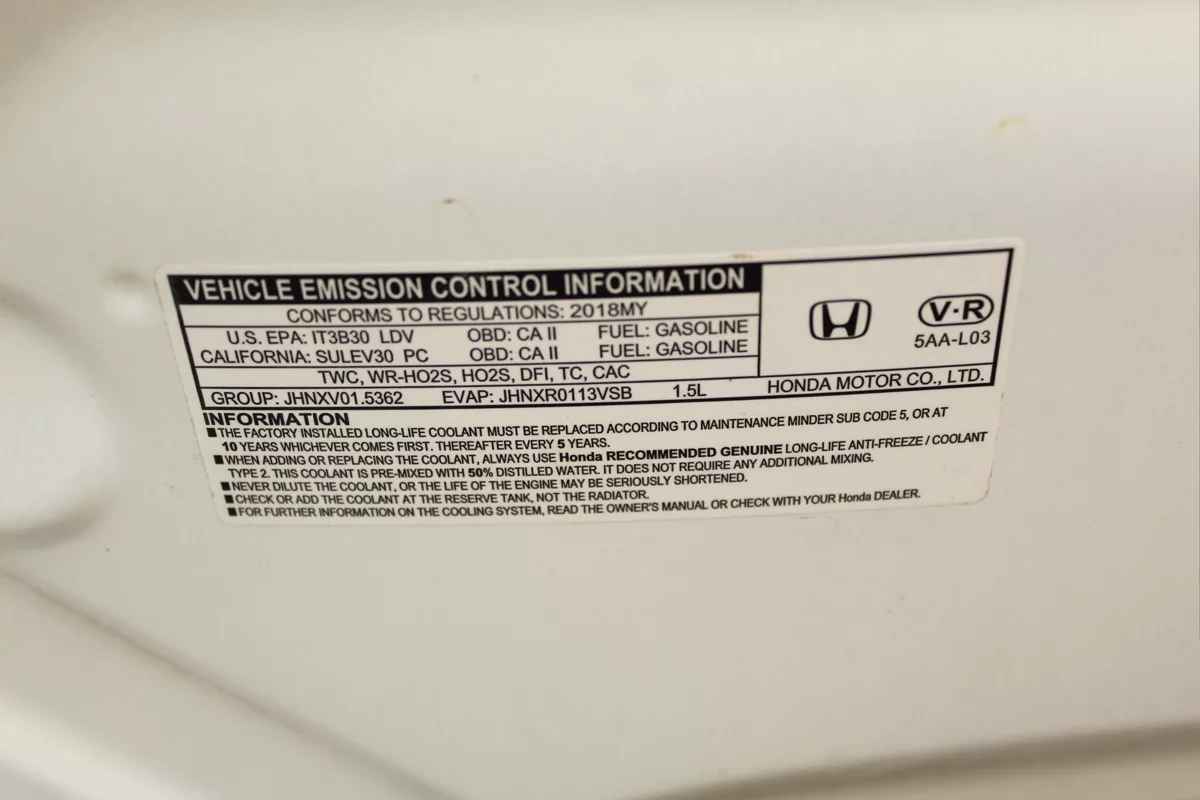 VEHICLE EMISSION CONTROL INFORMATION
CONFORMS TO REGULATIONS: 2018MY
U.S. EPA: IT3B30 LDV OBD: CA II FUEL: GASOLINE
CALIFORNIA: SULEV30 PC OBD: CA II FUEL: GASOLINE
TWC, WR-HO2S, HO2S, DFI, TC, CAC
GROUP: JHNXV01.5362 EVAP: JHNXR0113VSB 1.5L
V·R
5AA-L03
HONDA MOTOR CO., LTD.
INFORMATION
■THE FACTORY INSTALLED LONG-LIFE COOLANT MUST BE REPLACED ACCORDING TO MAINTENANCE MINDER SUB CODE 5, OR AT
10 YEARS WHICHEVER COMES FIRST. THEREAFTER EVERY 5 YEARS.
■WHEN ADDING OR REPLACING THE COOLANT, ALWAYS USE Honda RECOMMENDED GENUINE LONG-LIFE ANTI-FREEZE / COOLANT
TYPE 2. THIS COOLANT IS PRE-MIXED WITH 50% DISTILLED WATER. IT DOES NOT REQUIRE ANY ADDITIONAL MIXING.
■NEVER DILUTE THE COOLANT, OR THE LIFE OF THE ENGINE MAY BE SERIOUSLY SHORTENED.
■CHECK OR ADD THE COOLANT AT THE RESERVE TANK, NOT THE RADIATOR.
■FOR FURTHER INFORMATION ON THE COOLING SYSTEM, READ THE OWNER'S MANUAL OR CHECK WITH YOUR Honda DEALER.